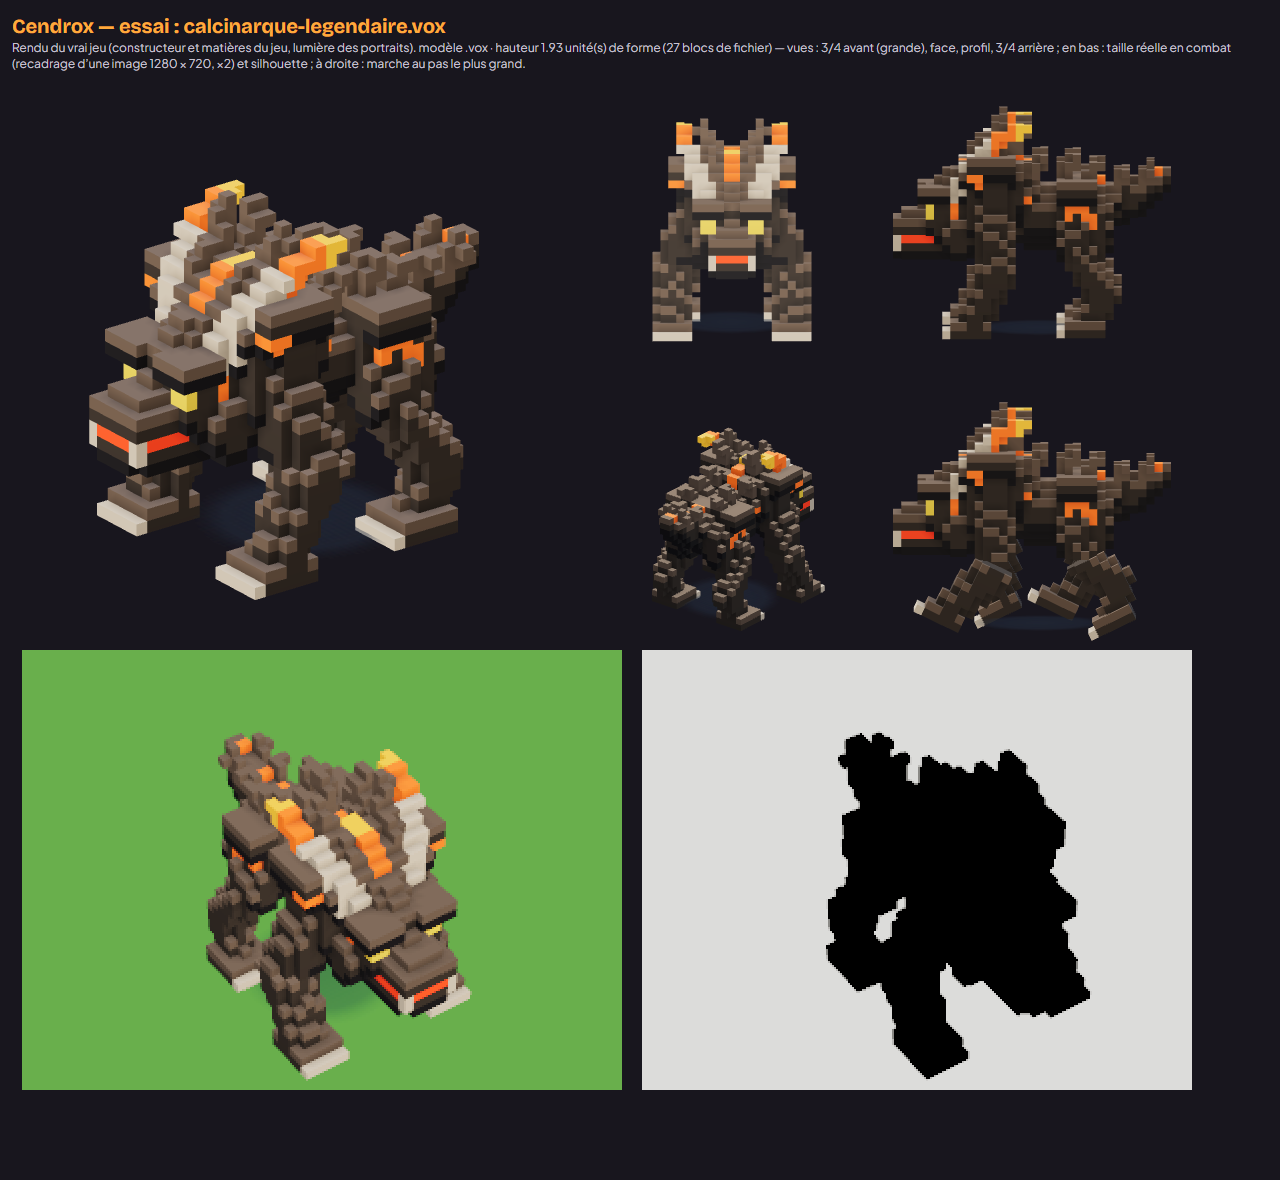 Cendrox — essai : calcinarque-legendaire.vox
Rendu du vrai jeu (constructeur et matières du jeu, lumière des portraits). modèle .vox · hauteur 1.93 unité(s) de forme (27 blocs de fichier) — vues : 3/4 avant (grande), face, profil, 3/4 arrière ; en bas : taille réelle en combat
(recadrage d’une image 1280 × 720, ×2) et silhouette ; à droite : marche au pas le plus grand.